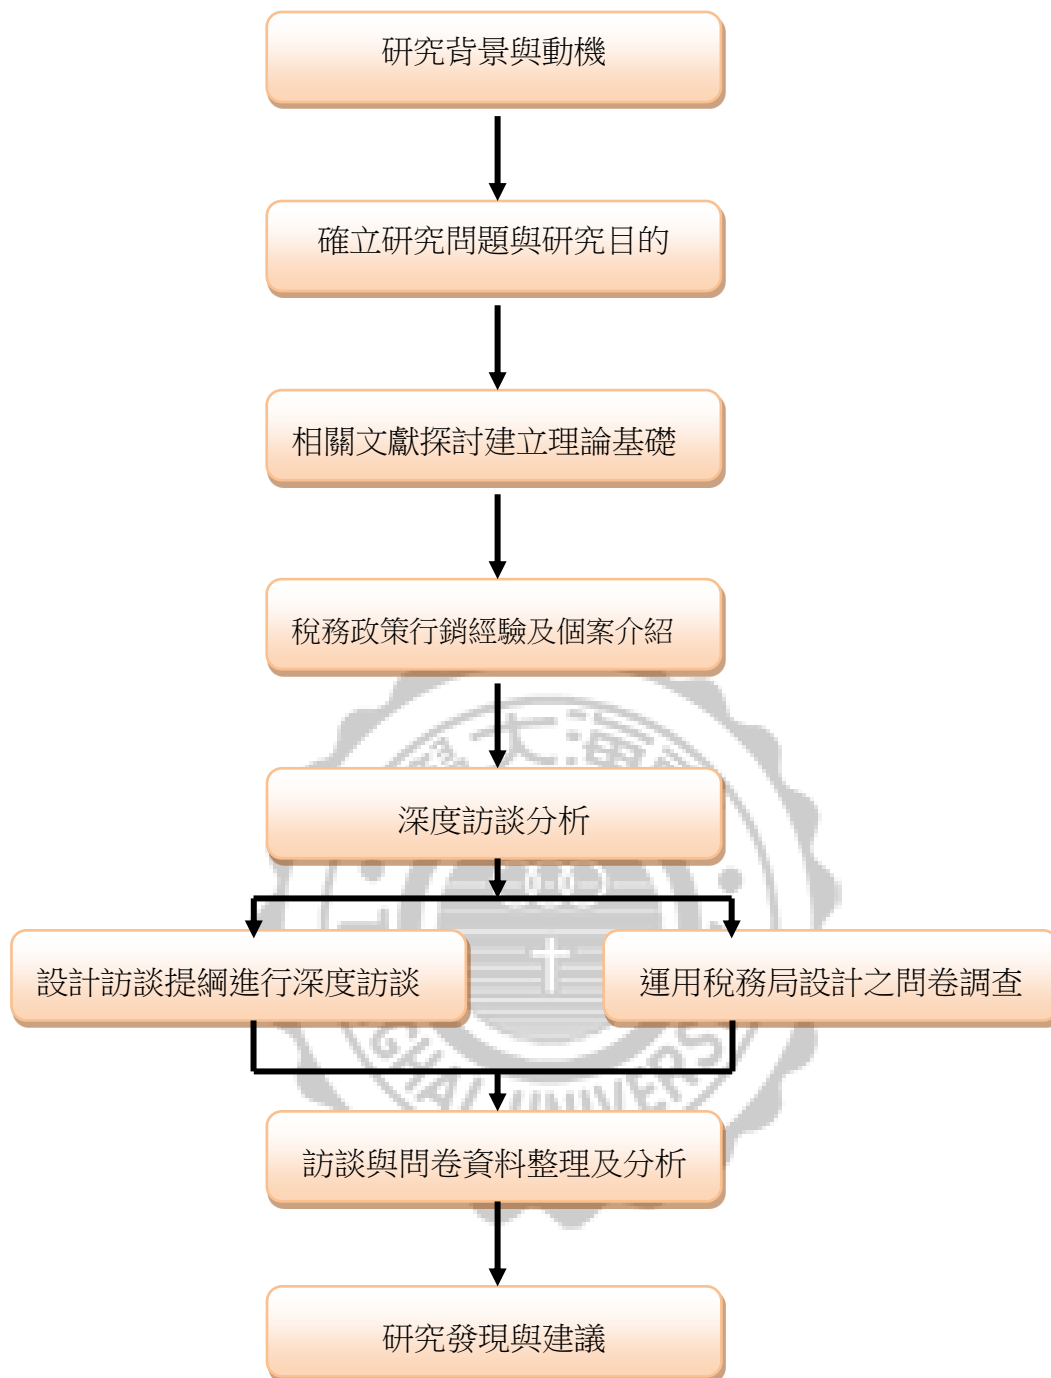 研究背景與動機
確立研究問題與研究目的
相關文獻探討建立理論基礎
稅務政策行銷經驗及個案介紹
深度訪談分析
設計訪談提綱進行深度訪談
運用稅務局設計之問卷調查
訪談與問卷資料整理及分析
研究發現與建議